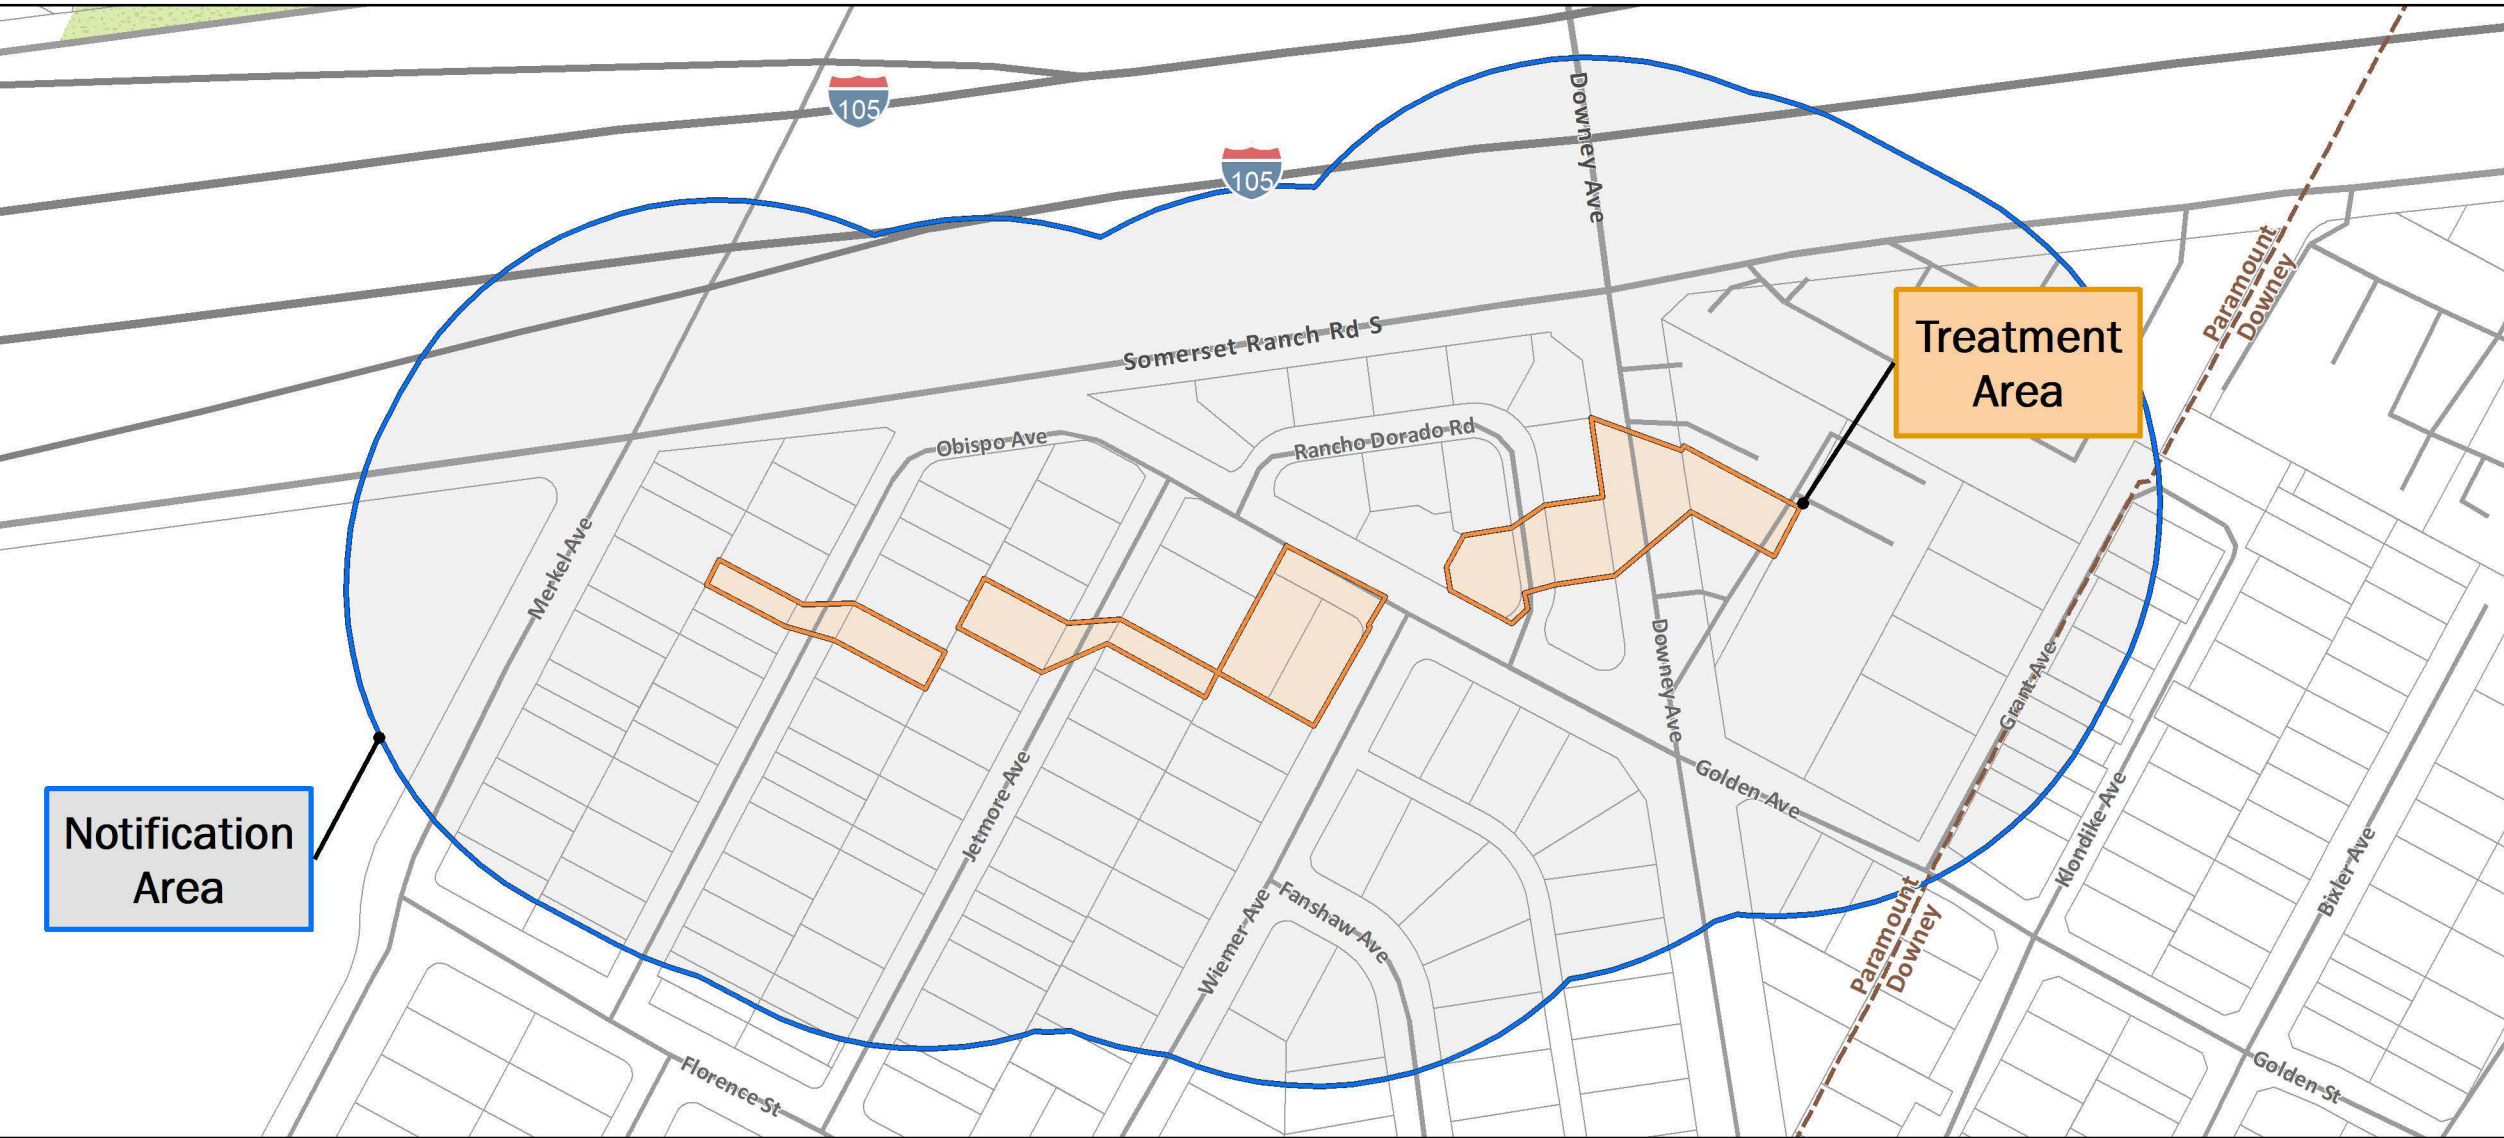 105
105
Downey Ave
Paramount
Downey
Treatment
Area
Somerset Ranch Rd S
Obispo Ave
Rancho Dorado Rd
Merkel Ave
Downey Ave
Grant Ave
Notification
Area
Jetmore Ave
Golden Ave
Klondike Ave
Bixler Ave
Wiemer Ave
Fanshaw Ave
Paramount
Downey
Florence St
Golden St